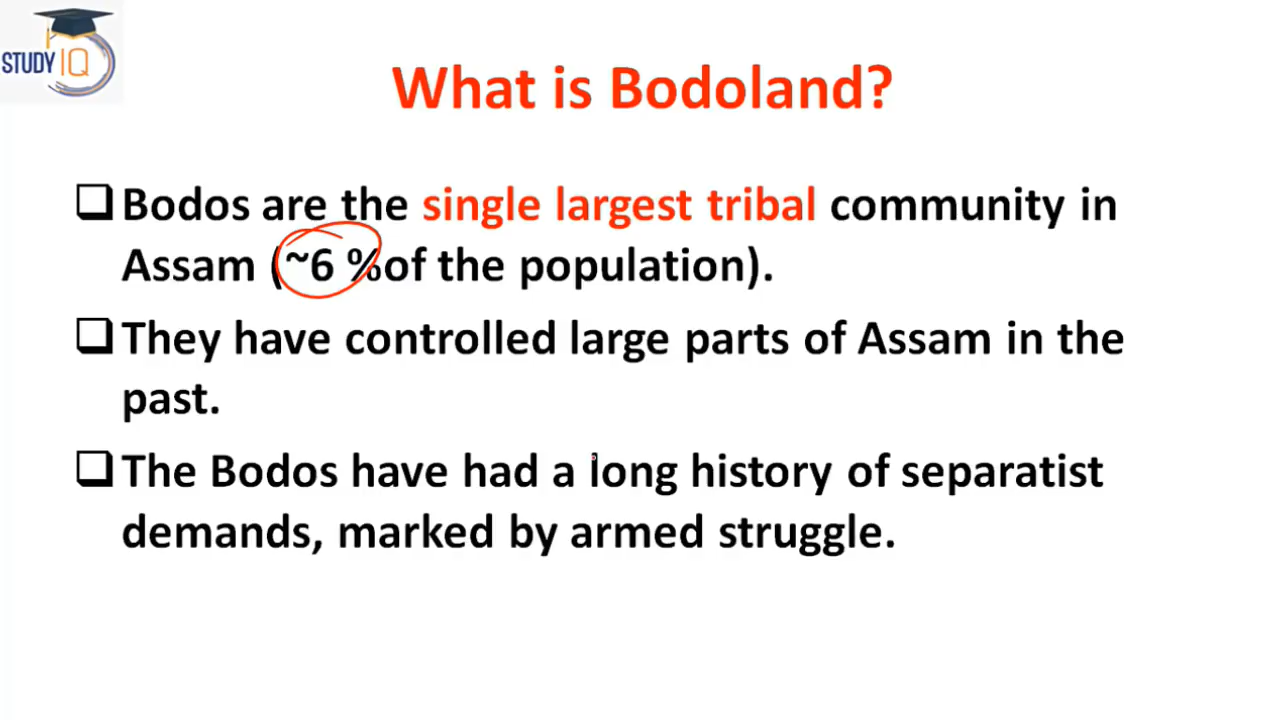 STUDY IQ
What is Bodoland?
❑ Bodos are the single largest tribal community in
Assam (~6 % of the population).
❑ They have controlled large parts of Assam in the
past.
❑ The Bodos have had a long history of separatist
demands, marked by armed struggle.